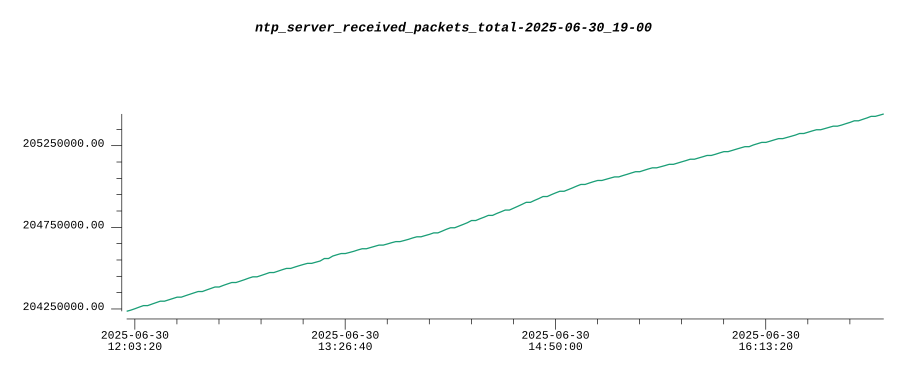 ntp_server_received_packets_total-2025-06-30_19-00
205250000.00
204750000.00
204250000.00
2025-06-30 2025-06-30 2025-06-30 2025-06-30
12:03:20 13:26:40 14:50:00 16:13:20